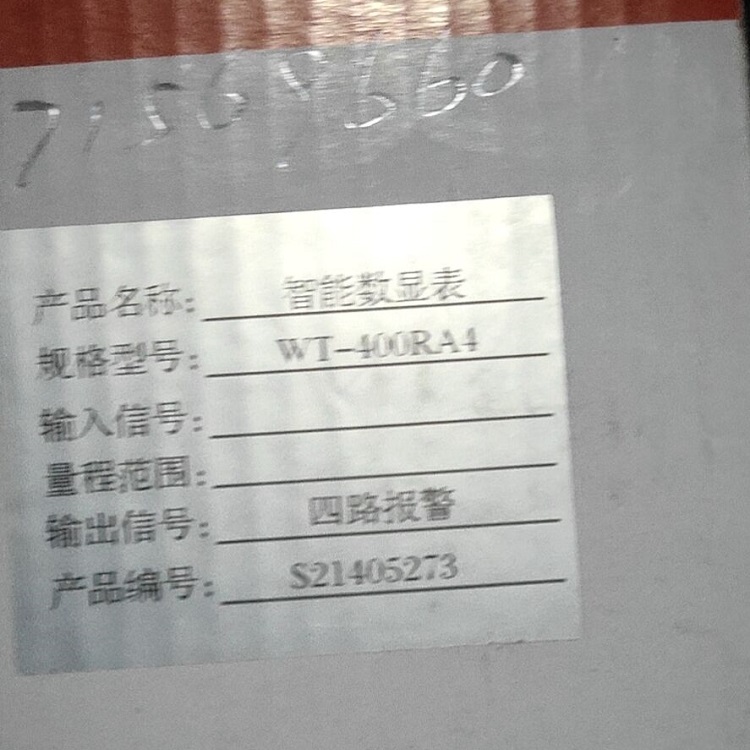 产品名称: 智能数显表
规格型号: WT-400RA4
输入信号:
量程范围:
输出信号: 四路报警
产品编号: S21405273